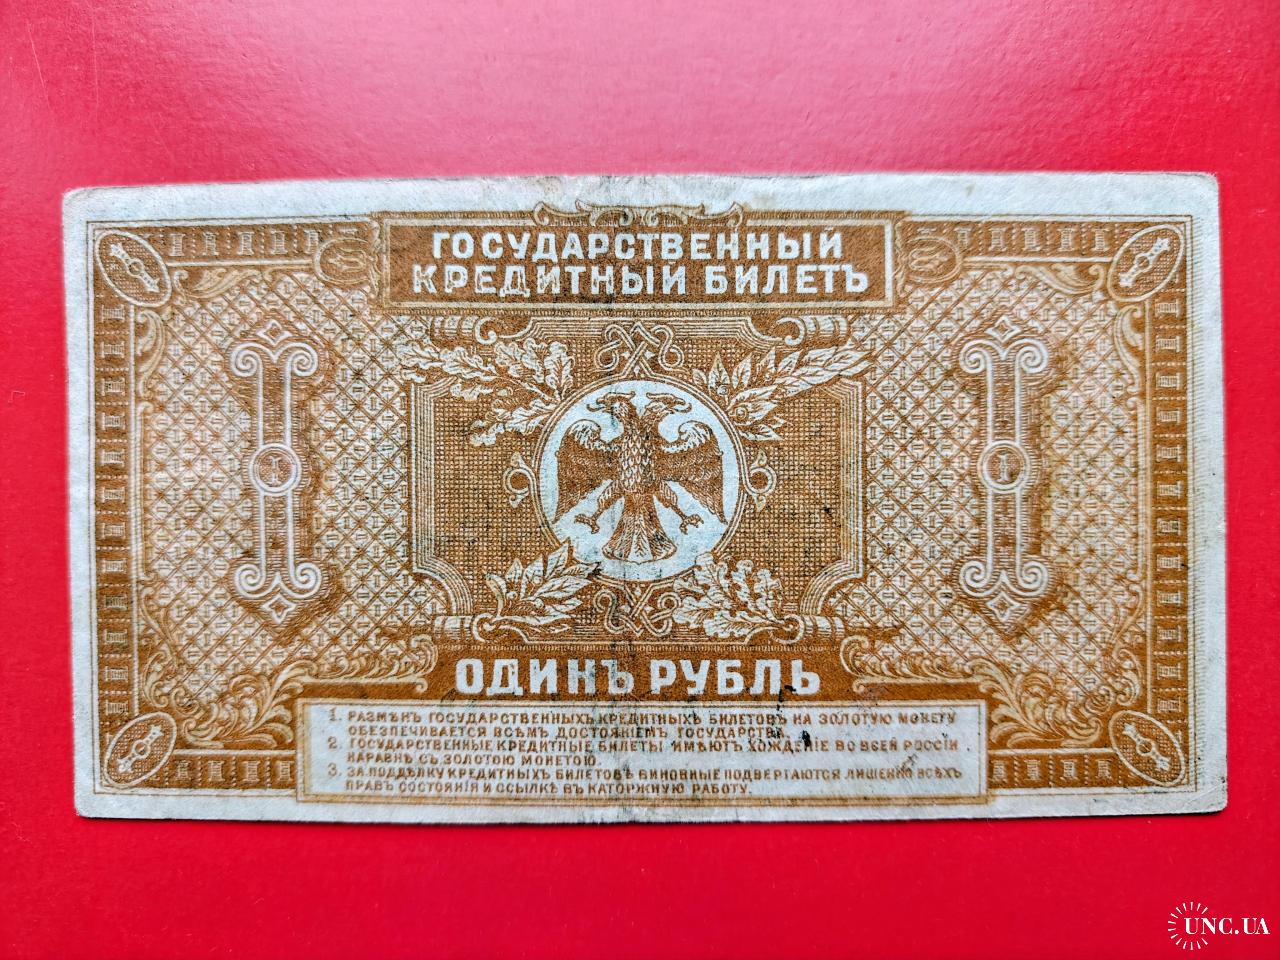 ГОСУДАРСТВЕННЫЙ
КРЕДИТНЫЙ БИЛЕТЪ
1
1
ОДИНЪ РУБЛЬ
1. РАЗМѢНЪ ГОСУДАРСТВЕННЫХЪ КРЕДИТНЫХЪ БИЛЕТОВЪ НА ЗОЛОТУЮ МОНЕТУ
ОБЕЗПЕЧИВАЕТСЯ ВСѢМЪ ДОСТОЯНІЕМЪ ГОСУДАРСТВА.
2. ГОСУДАРСТВЕННЫЕ КРЕДИТНЫЕ БИЛЕТЫ ИМѢЮТЪ ХОЖДЕНІЕ ВО ВСЕЙ РОССІИ
НАРАВНѢ СЪ ЗОЛОТОЮ МОНЕТОЮ.
3. ЗА ПОДДѢЛКУ КРЕДИТНЫХЪ БИЛЕТОВЪ ВИНОВНЫЕ ПОДВЕРГАЮТСЯ ЛИШЕНІЮ ВСѢХЪ
ПРАВЪ СОСТОЯНІЯ И ССЫЛКѢ ВЪ КАТОРЖНУЮ РАБОТУ.
UNC.UA